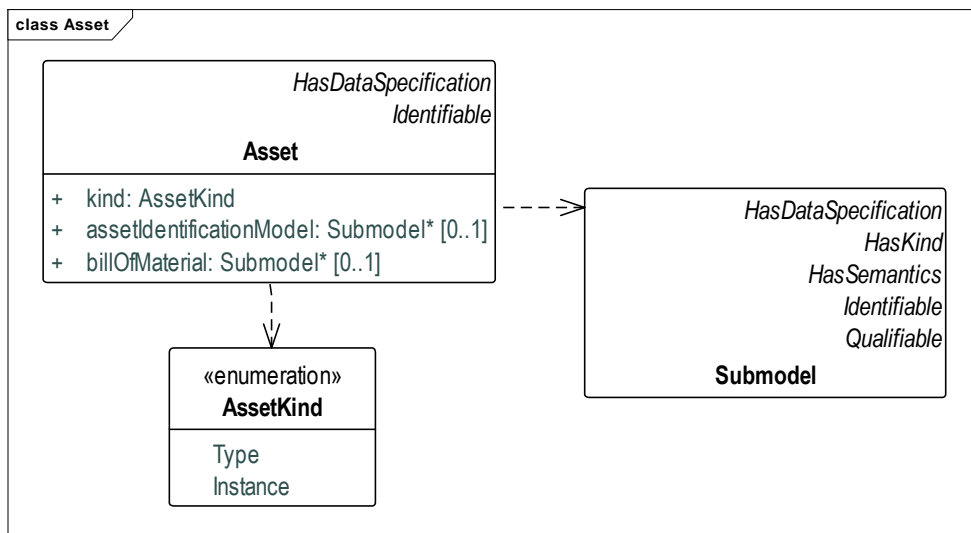 class Asset
HasDataSpecification
Identifiable
Asset
+ kind: AssetKind
+ assetIdentificationModel: Submodel* [0..1]
+ billOfMaterial: Submodel* [0..1]
HasDataSpecification
HasKind
HasSemantics
Identifiable
Qualifiable
Submodel
«enumeration»
AssetKind
Type
Instance